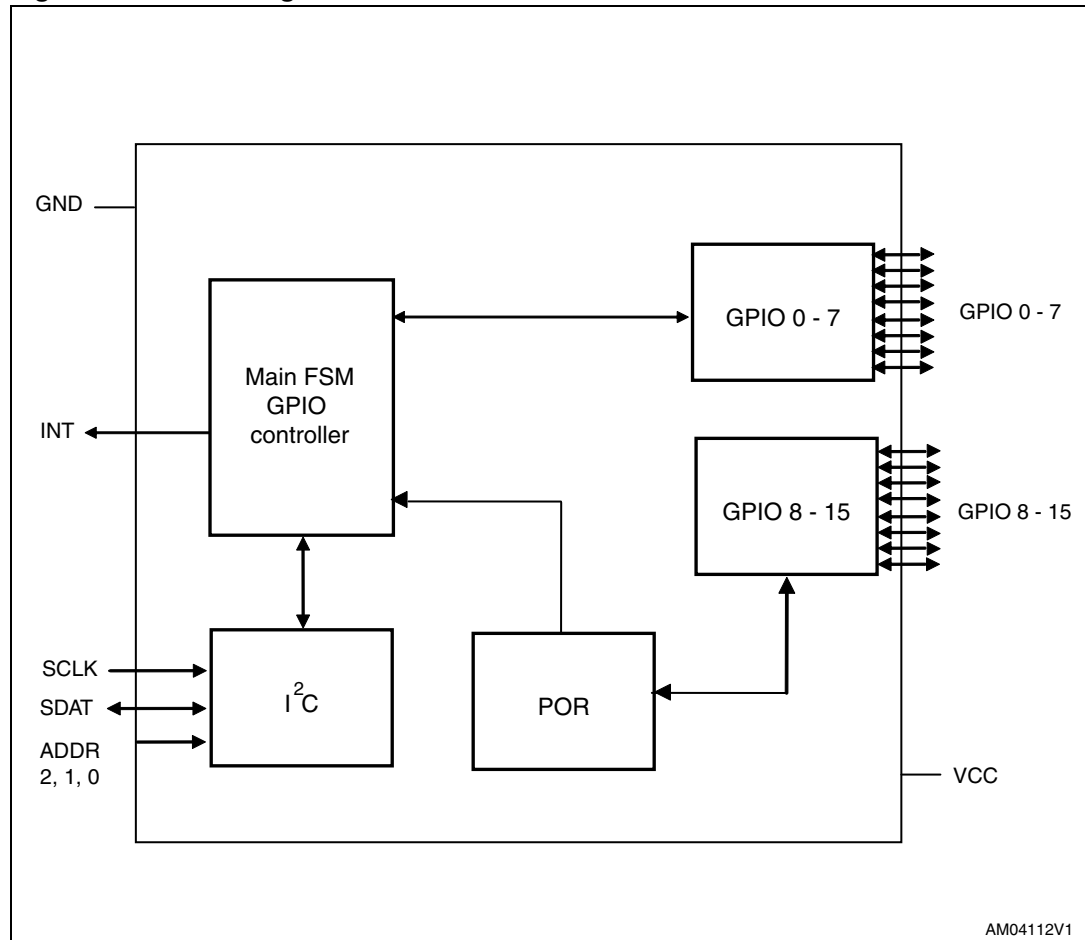 GND
GPIO 0 - 7
GPIO 0 - 7
Main FSM
GPIO
controller
INT
GPIO 8 - 15
GPIO 8 - 15
SCLK
SDAT
ADDR
2, 1, 0
I²C
POR
VCC
AM04112V1